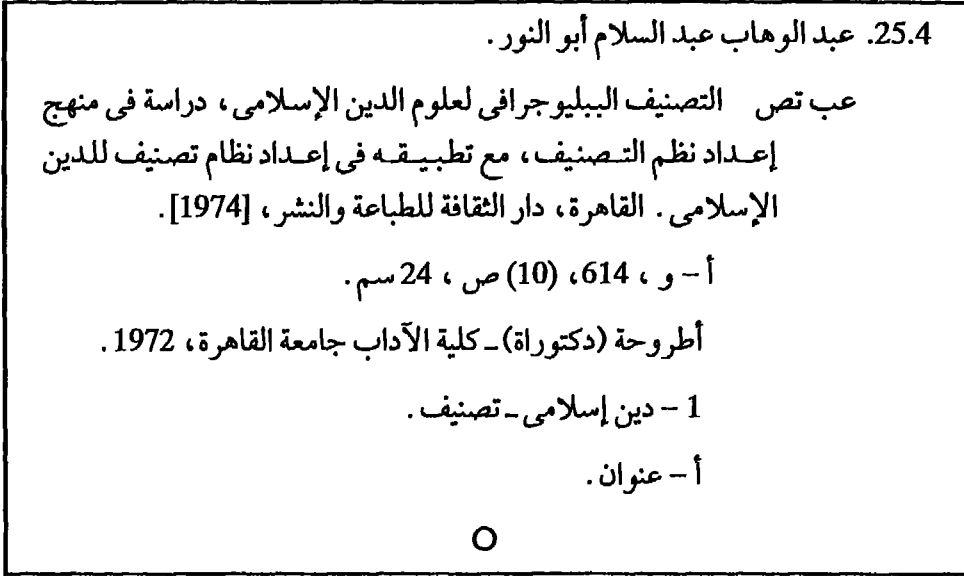 25.4. عبد الوهاب عبد السلام أبو النور .
عب تص التصنيف الببليوجرافى لعلوم الدين الإسلامى ، دراسة فى منهج
إعداد نظم التصنيف ، مع تطبيقه فى إعداد نظام تصنيف للدين
الإسلامى . القاهرة ، دار الثقافة للطباعة والنشر ، [1974] .
أ – و ، 614 ، (10) ص ، 24 سم .
أطروحة (دكتوراة) ـ كلية الآداب جامعة القاهرة ، 1972 .
1 – دين إسلامى ـ تصنيف .
أ – عنوان .